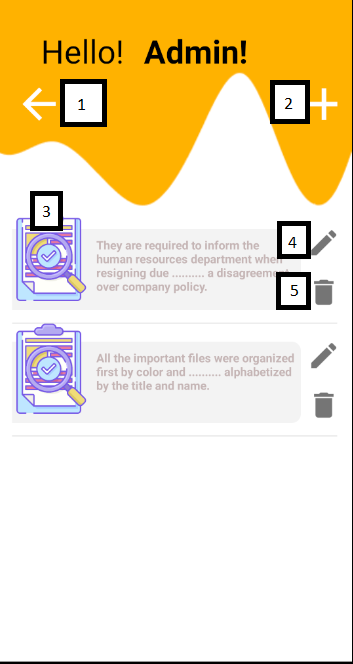 Hello! Admin!
1
2
3
They are required to inform the
human resources department when
resigning due .......... a disagreement
over company policy.
4
5
All the important files were organized
first by color and .......... alphabetized
by the title and name.